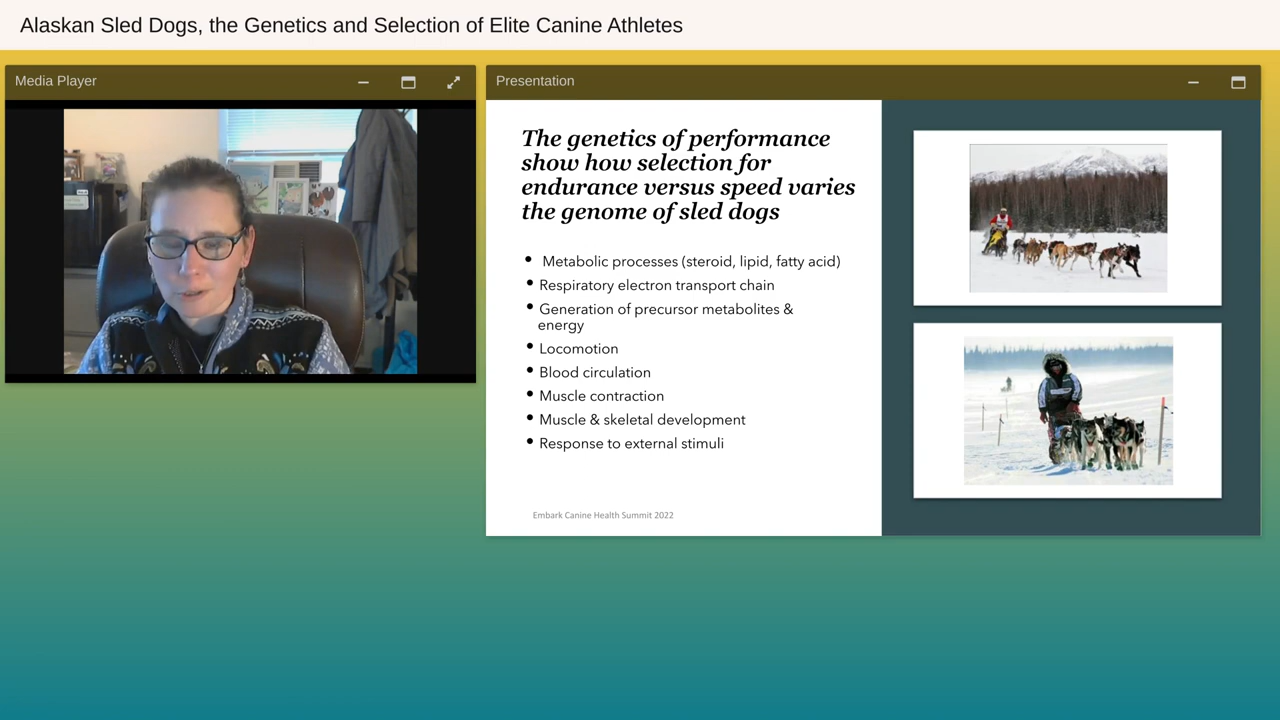 Alaskan Sled Dogs, the Genetics and Selection of Elite Canine Athletes
Media Player
Presentation
The genetics of performance
show how selection for
endurance versus speed varies
the genome of sled dogs
• Metabolic processes (steroid, lipid, fatty acid)
• Respiratory electron transport chain
• Generation of precursor metabolites &
energy
• Locomotion
• Blood circulation
• Muscle contraction
• Muscle & skeletal development
• Response to external stimuli
Embark Canine Health Summit 2022